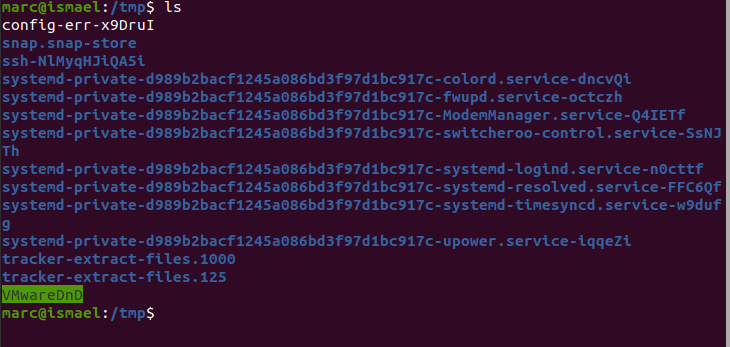 marc@ismael:/tmp$ ls
config-err-x9DruI
snap.snap-store
ssh-NlMyqHJiQA5i
systemd-private-d989b2bacf1245a086bd3f97d1bc917c-colord.service-dncvQi
systemd-private-d989b2bacf1245a086bd3f97d1bc917c-fwupd.service-octczh
systemd-private-d989b2bacf1245a086bd3f97d1bc917c-ModemManager.service-Q4IETf
systemd-private-d989b2bacf1245a086bd3f97d1bc917c-switcheroo-control.service-SsNJ
Th
systemd-private-d989b2bacf1245a086bd3f97d1bc917c-systemd-logind.service-n0cttf
systemd-private-d989b2bacf1245a086bd3f97d1bc917c-systemd-resolved.service-FFC6Qf
systemd-private-d989b2bacf1245a086bd3f97d1bc917c-systemd-timesyncd.service-w9duf
g
systemd-private-d989b2bacf1245a086bd3f97d1bc917c-upower.service-iqqeZi
tracker-extract-files.1000
tracker-extract-files.125
VMwareDnD
marc@ismael:/tmp$